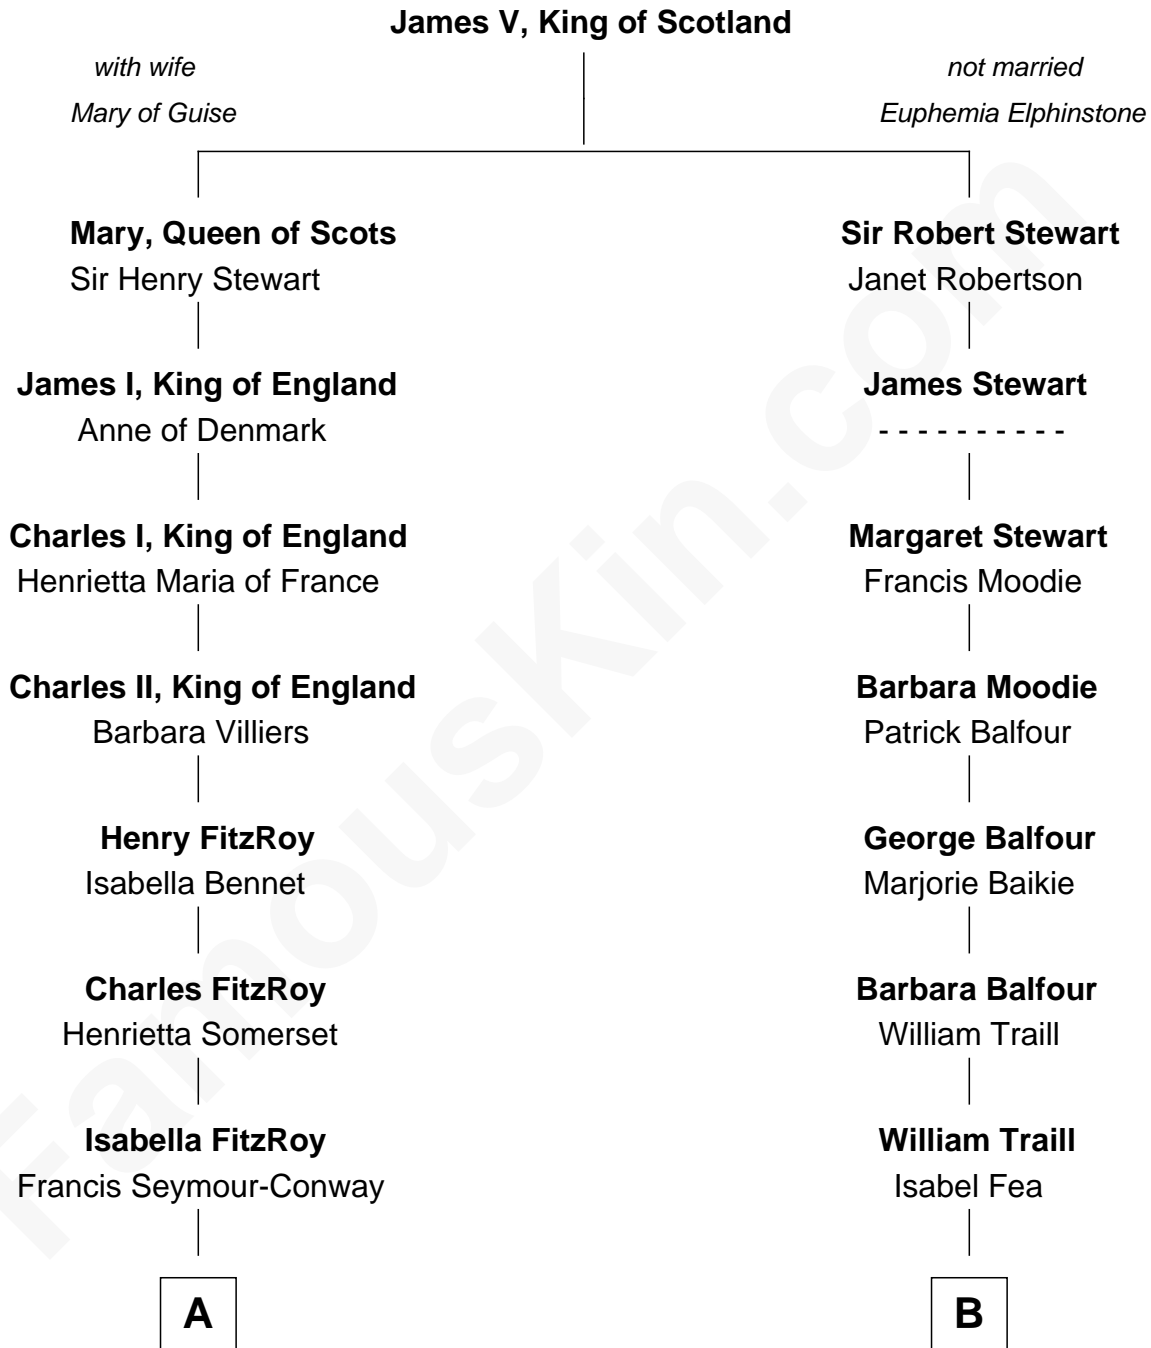 James V, King of Scotland
with wife
Mary of Guise
not married
Euphemia Elphinstone
Mary, Queen of Scots
Sir Henry Stewart
Sir Robert Stewart
Janet Robertson
James I, King of England
Anne of Denmark
James Stewart
- - - - - - - - - -
Charles I, King of England
Henrietta Maria of France
Margaret Stewart
Francis Moodie
Charles II, King of England
Barbara Villiers
Barbara Moodie
Patrick Balfour
Henry FitzRoy
Isabella Bennet
George Balfour
Marjorie Baikie
Charles FitzRoy
Henrietta Somerset
Barbara Balfour
William Traill
Isabella FitzRoy
Francis Seymour-Conway
William Traill
Isabel Fea
A
B
FamousKin.com